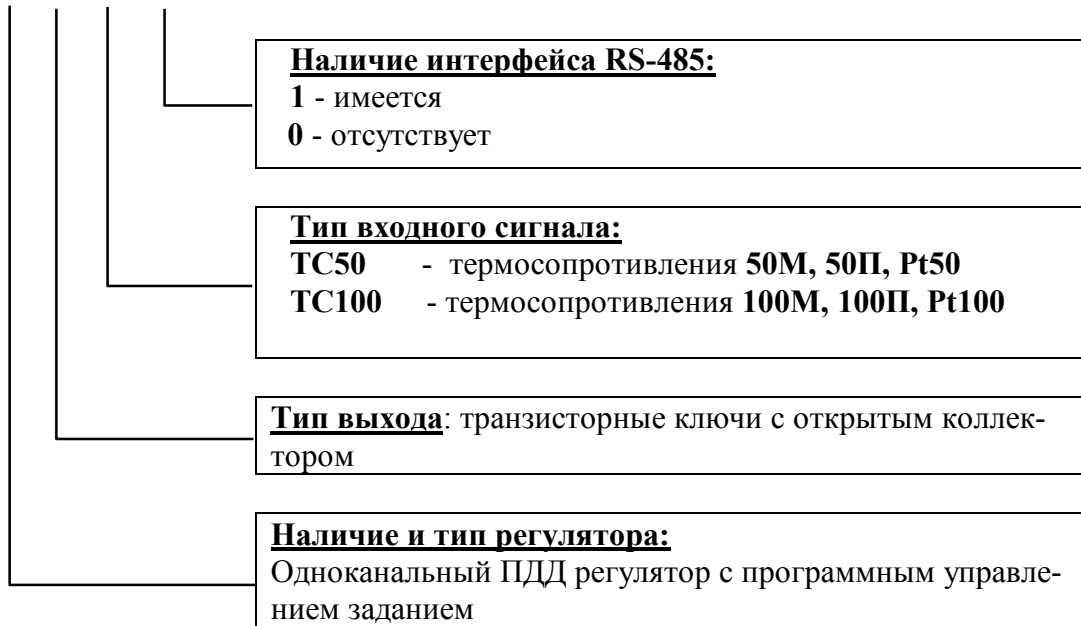 Наличие интерфейса RS-485:
1 - имеется
0 - отсутствует
Тип входного сигнала:
ТС50 - термосопротивления 50М, 50П, Pt50
ТС100 - термосопротивления 100М, 100П, Pt100
Тип выхода: транзисторные ключи с открытым коллек-
тором
Наличие и тип регулятора:
Одноканальный ПДД регулятор с программным управле-
нием заданием